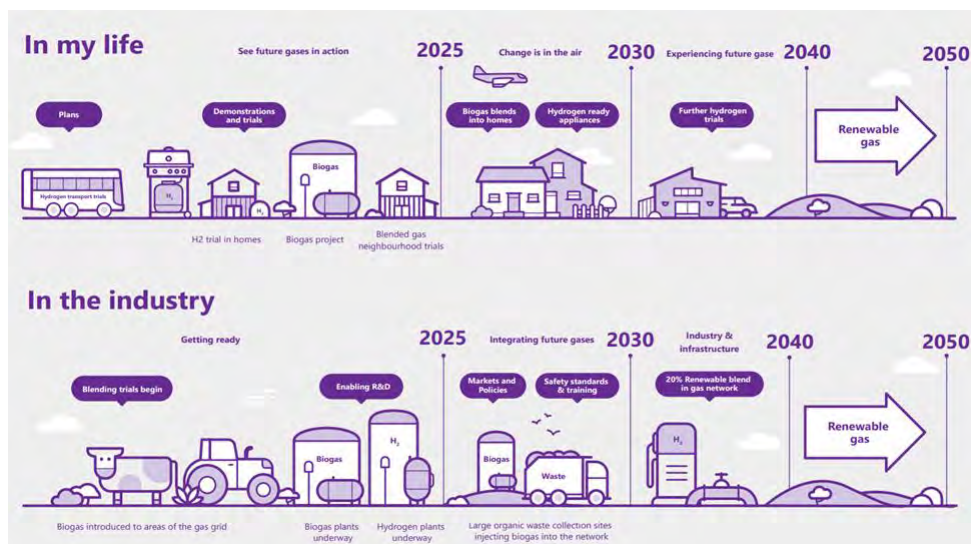 In my life
See future gases in action
2025
Change is in the air
2030
Experiencing future gase
2040
2050
Plans
Demonstrations
and trials
Biogas blends
into homes
Hydrogen ready
appliances
Further hydrogen
trials
Renewable
gas
Biogas
Hydrogen transport trials
H₂
H₂
H2 trial in homes
Biogas project
Blended gas
neighbourhood trials
In the industry
Getting ready
2025
Integrating future gases
2030
Industry &
infrastructure
2040
2050
Blending trials begin
Enabling R&D
Markets and
Policies
Safety standards
& training
20% Renewable blend
in gas network
Renewable
gas
Biogas
H₂
Biogas
Waste
H₂
Biogas introduced to areas of the gas grid
Biogas plants
underway
Hydrogen plants
underway
Large organic waste collection sites
injecting biogas into the network